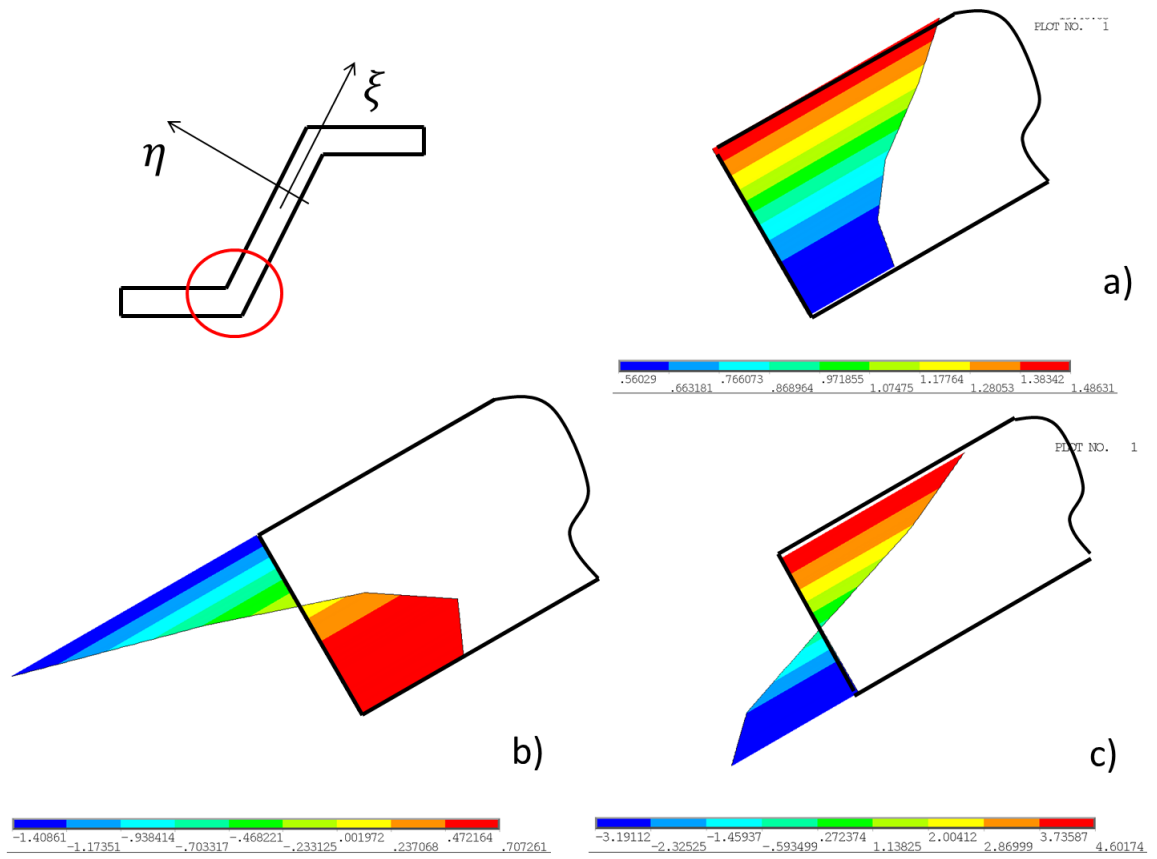 ξ
η
PLOT NO. 1
a)
.56029 .766073 .971855 1.17764 1.38342
.663181 .868964 1.07475 1.28053 1.48631
PLOT NO. 1
b)
c)
-1.40861 -.938414 -.468221 .001972 .472164
-1.17351 -.703317 -.233125 .237068 .707261
-3.19112 -1.45937 .272374 2.00412 3.73587
-2.32525 -.593499 1.13825 2.86999 4.60174